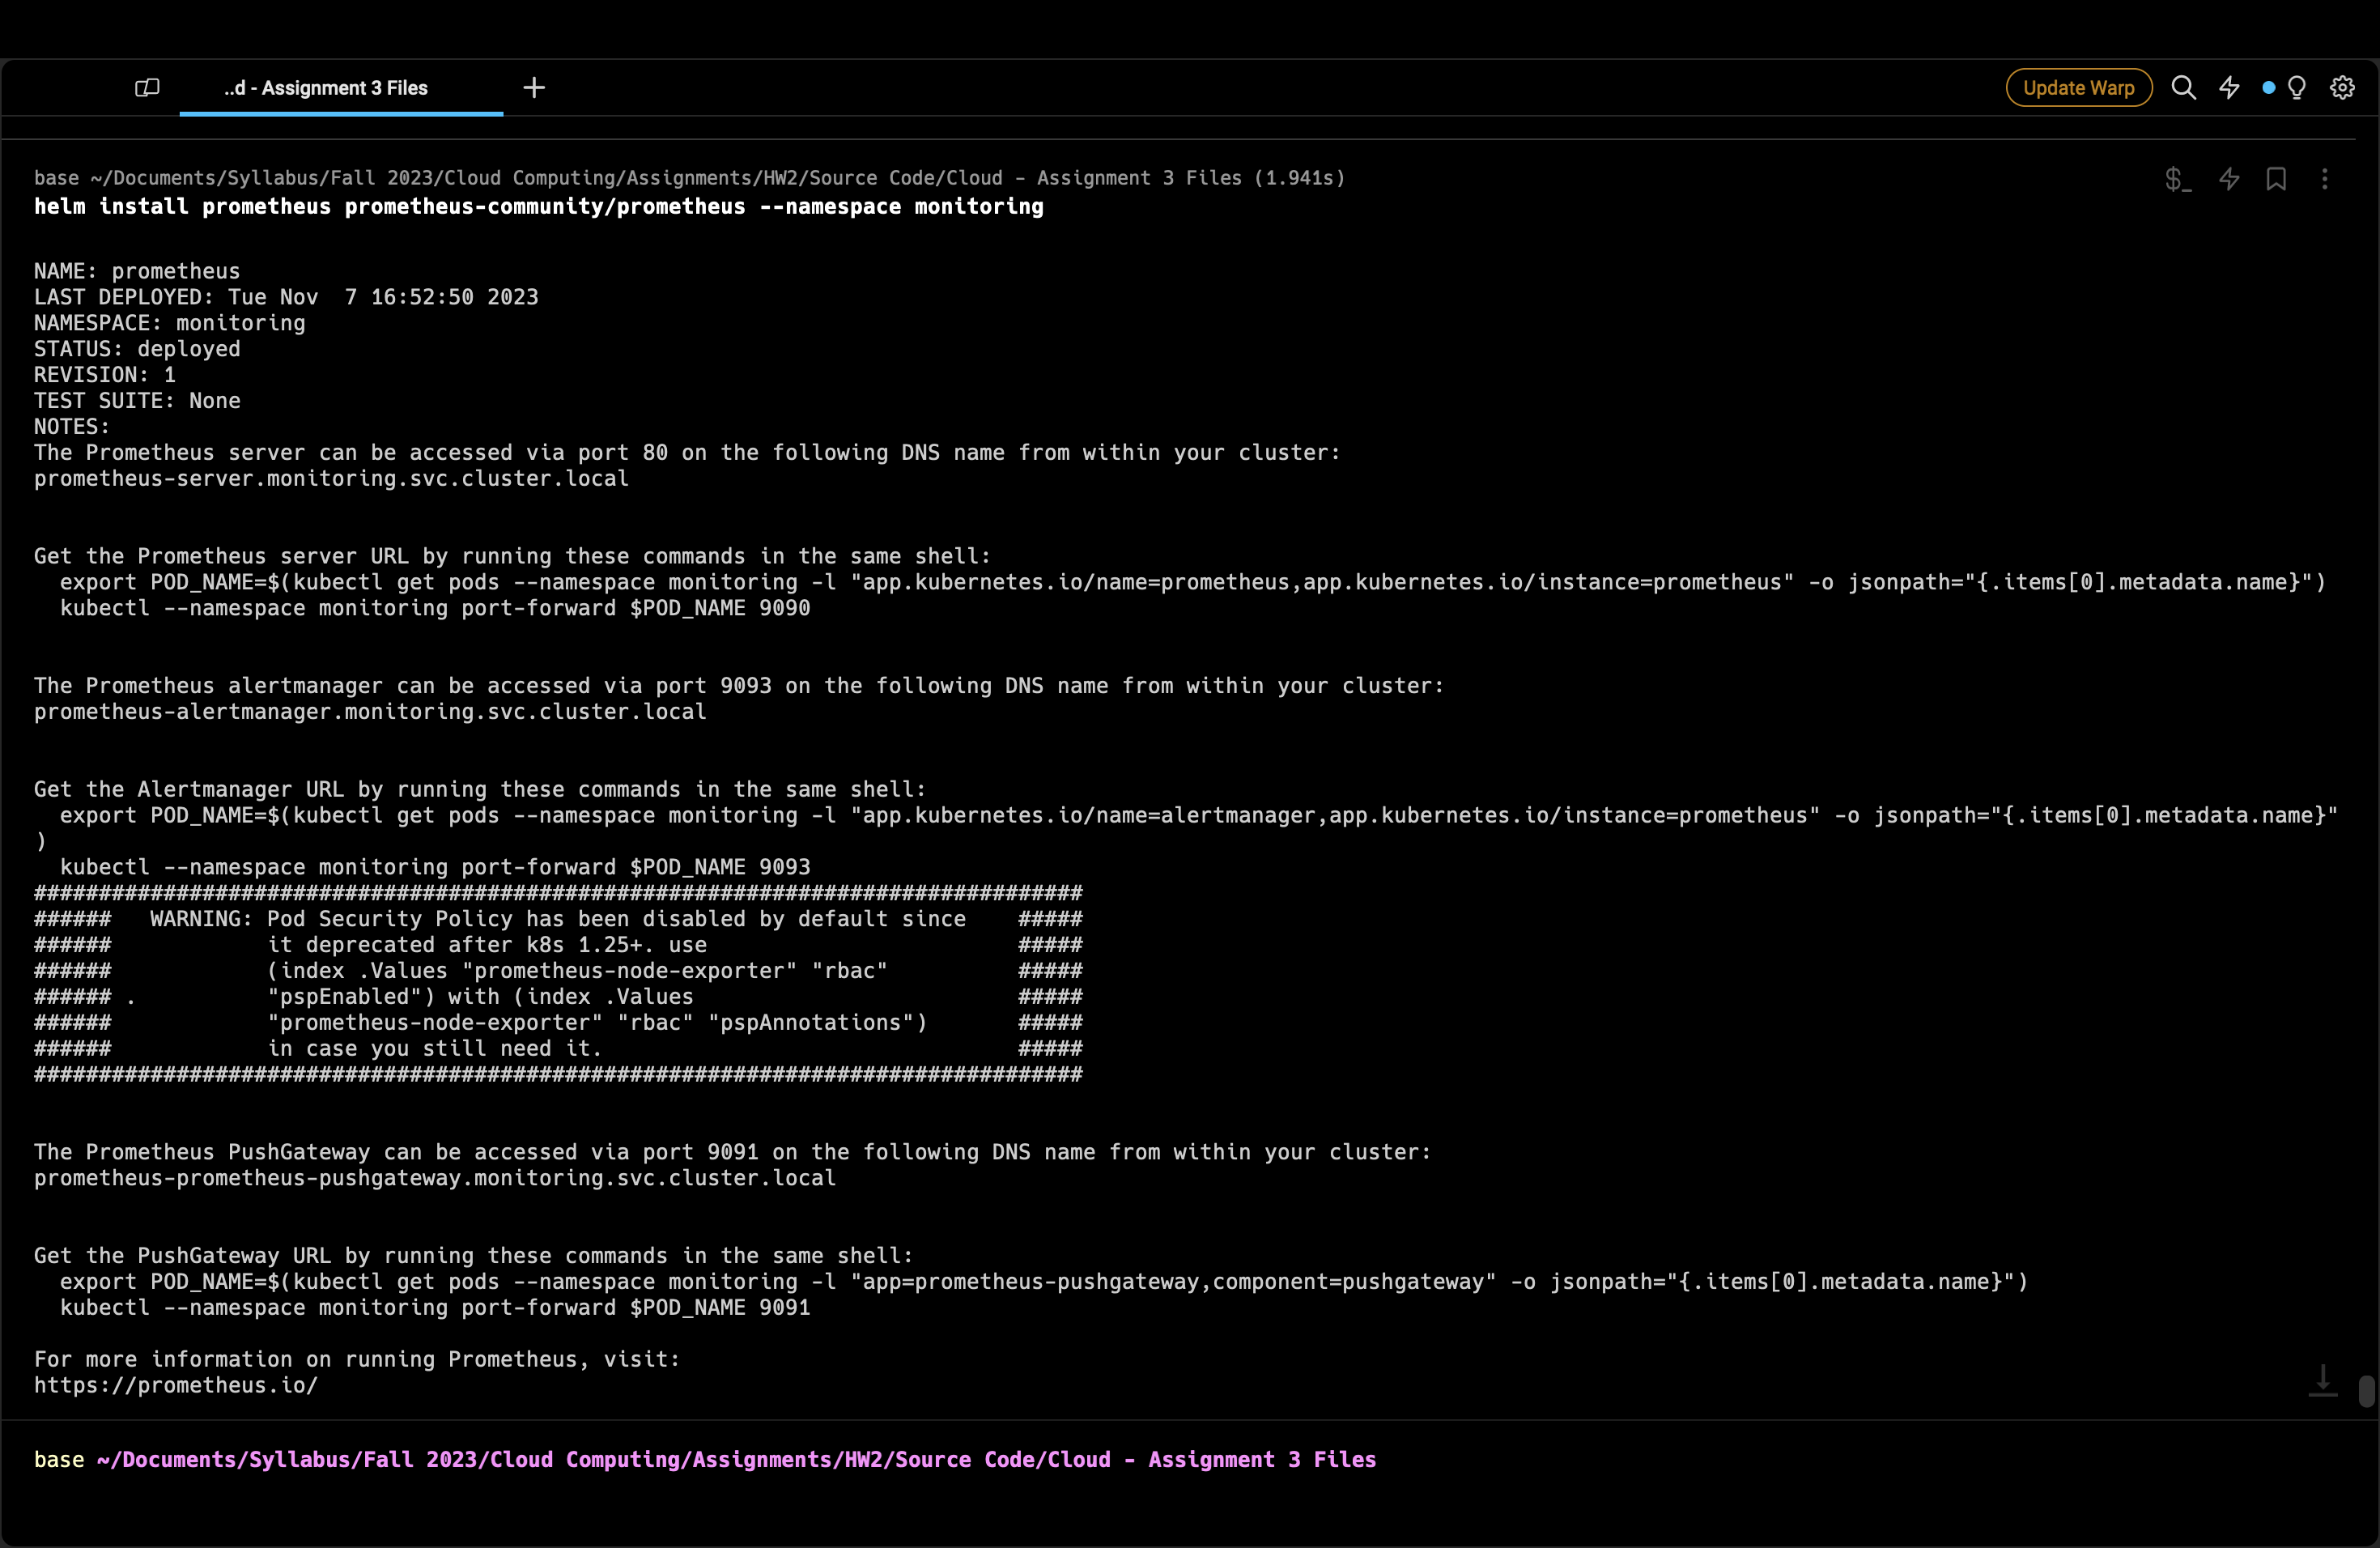 ..d - Assignment 3 Files
Update Warp
base ~/Documents/Syllabus/Fall 2023/Cloud Computing/Assignments/HW2/Source Code/Cloud - Assignment 3 Files (1.941s)
$_
helm install prometheus prometheus-community/prometheus --namespace monitoring
NAME: prometheus
LAST DEPLOYED: Tue Nov  7 16:52:50 2023
NAMESPACE: monitoring
STATUS: deployed
REVISION: 1
TEST SUITE: None
NOTES:
The Prometheus server can be accessed via port 80 on the following DNS name from within your cluster:
prometheus-server.monitoring.svc.cluster.local
Get the Prometheus server URL by running these commands in the same shell:
  export POD_NAME=$(kubectl get pods --namespace monitoring -l "app.kubernetes.io/name=prometheus,app.kubernetes.io/instance=prometheus" -o jsonpath="{.items[0].metadata.name}")
  kubectl --namespace monitoring port-forward $POD_NAME 9090
The Prometheus alertmanager can be accessed via port 9093 on the following DNS name from within your cluster:
prometheus-alertmanager.monitoring.svc.cluster.local
Get the Alertmanager URL by running these commands in the same shell:
  export POD_NAME=$(kubectl get pods --namespace monitoring -l "app.kubernetes.io/name=alertmanager,app.kubernetes.io/instance=prometheus" -o jsonpath="{.items[0].metadata.name}"
)
  kubectl --namespace monitoring port-forward $POD_NAME 9093
#################################################################################
######   WARNING: Pod Security Policy has been disabled by default since    #####
######            it deprecated after k8s 1.25+. use                        #####
######            (index .Values "prometheus-node-exporter" "rbac"          #####
###### .          "pspEnabled") with (index .Values                         #####
######            "prometheus-node-exporter" "rbac" "pspAnnotations")       #####
######            in case you still need it.                                #####
#################################################################################
The Prometheus PushGateway can be accessed via port 9091 on the following DNS name from within your cluster:
prometheus-prometheus-pushgateway.monitoring.svc.cluster.local
Get the PushGateway URL by running these commands in the same shell:
  export POD_NAME=$(kubectl get pods --namespace monitoring -l "app=prometheus-pushgateway,component=pushgateway" -o jsonpath="{.items[0].metadata.name}")
  kubectl --namespace monitoring port-forward $POD_NAME 9091
For more information on running Prometheus, visit:
https://prometheus.io/
base ~/Documents/Syllabus/Fall 2023/Cloud Computing/Assignments/HW2/Source Code/Cloud - Assignment 3 Files